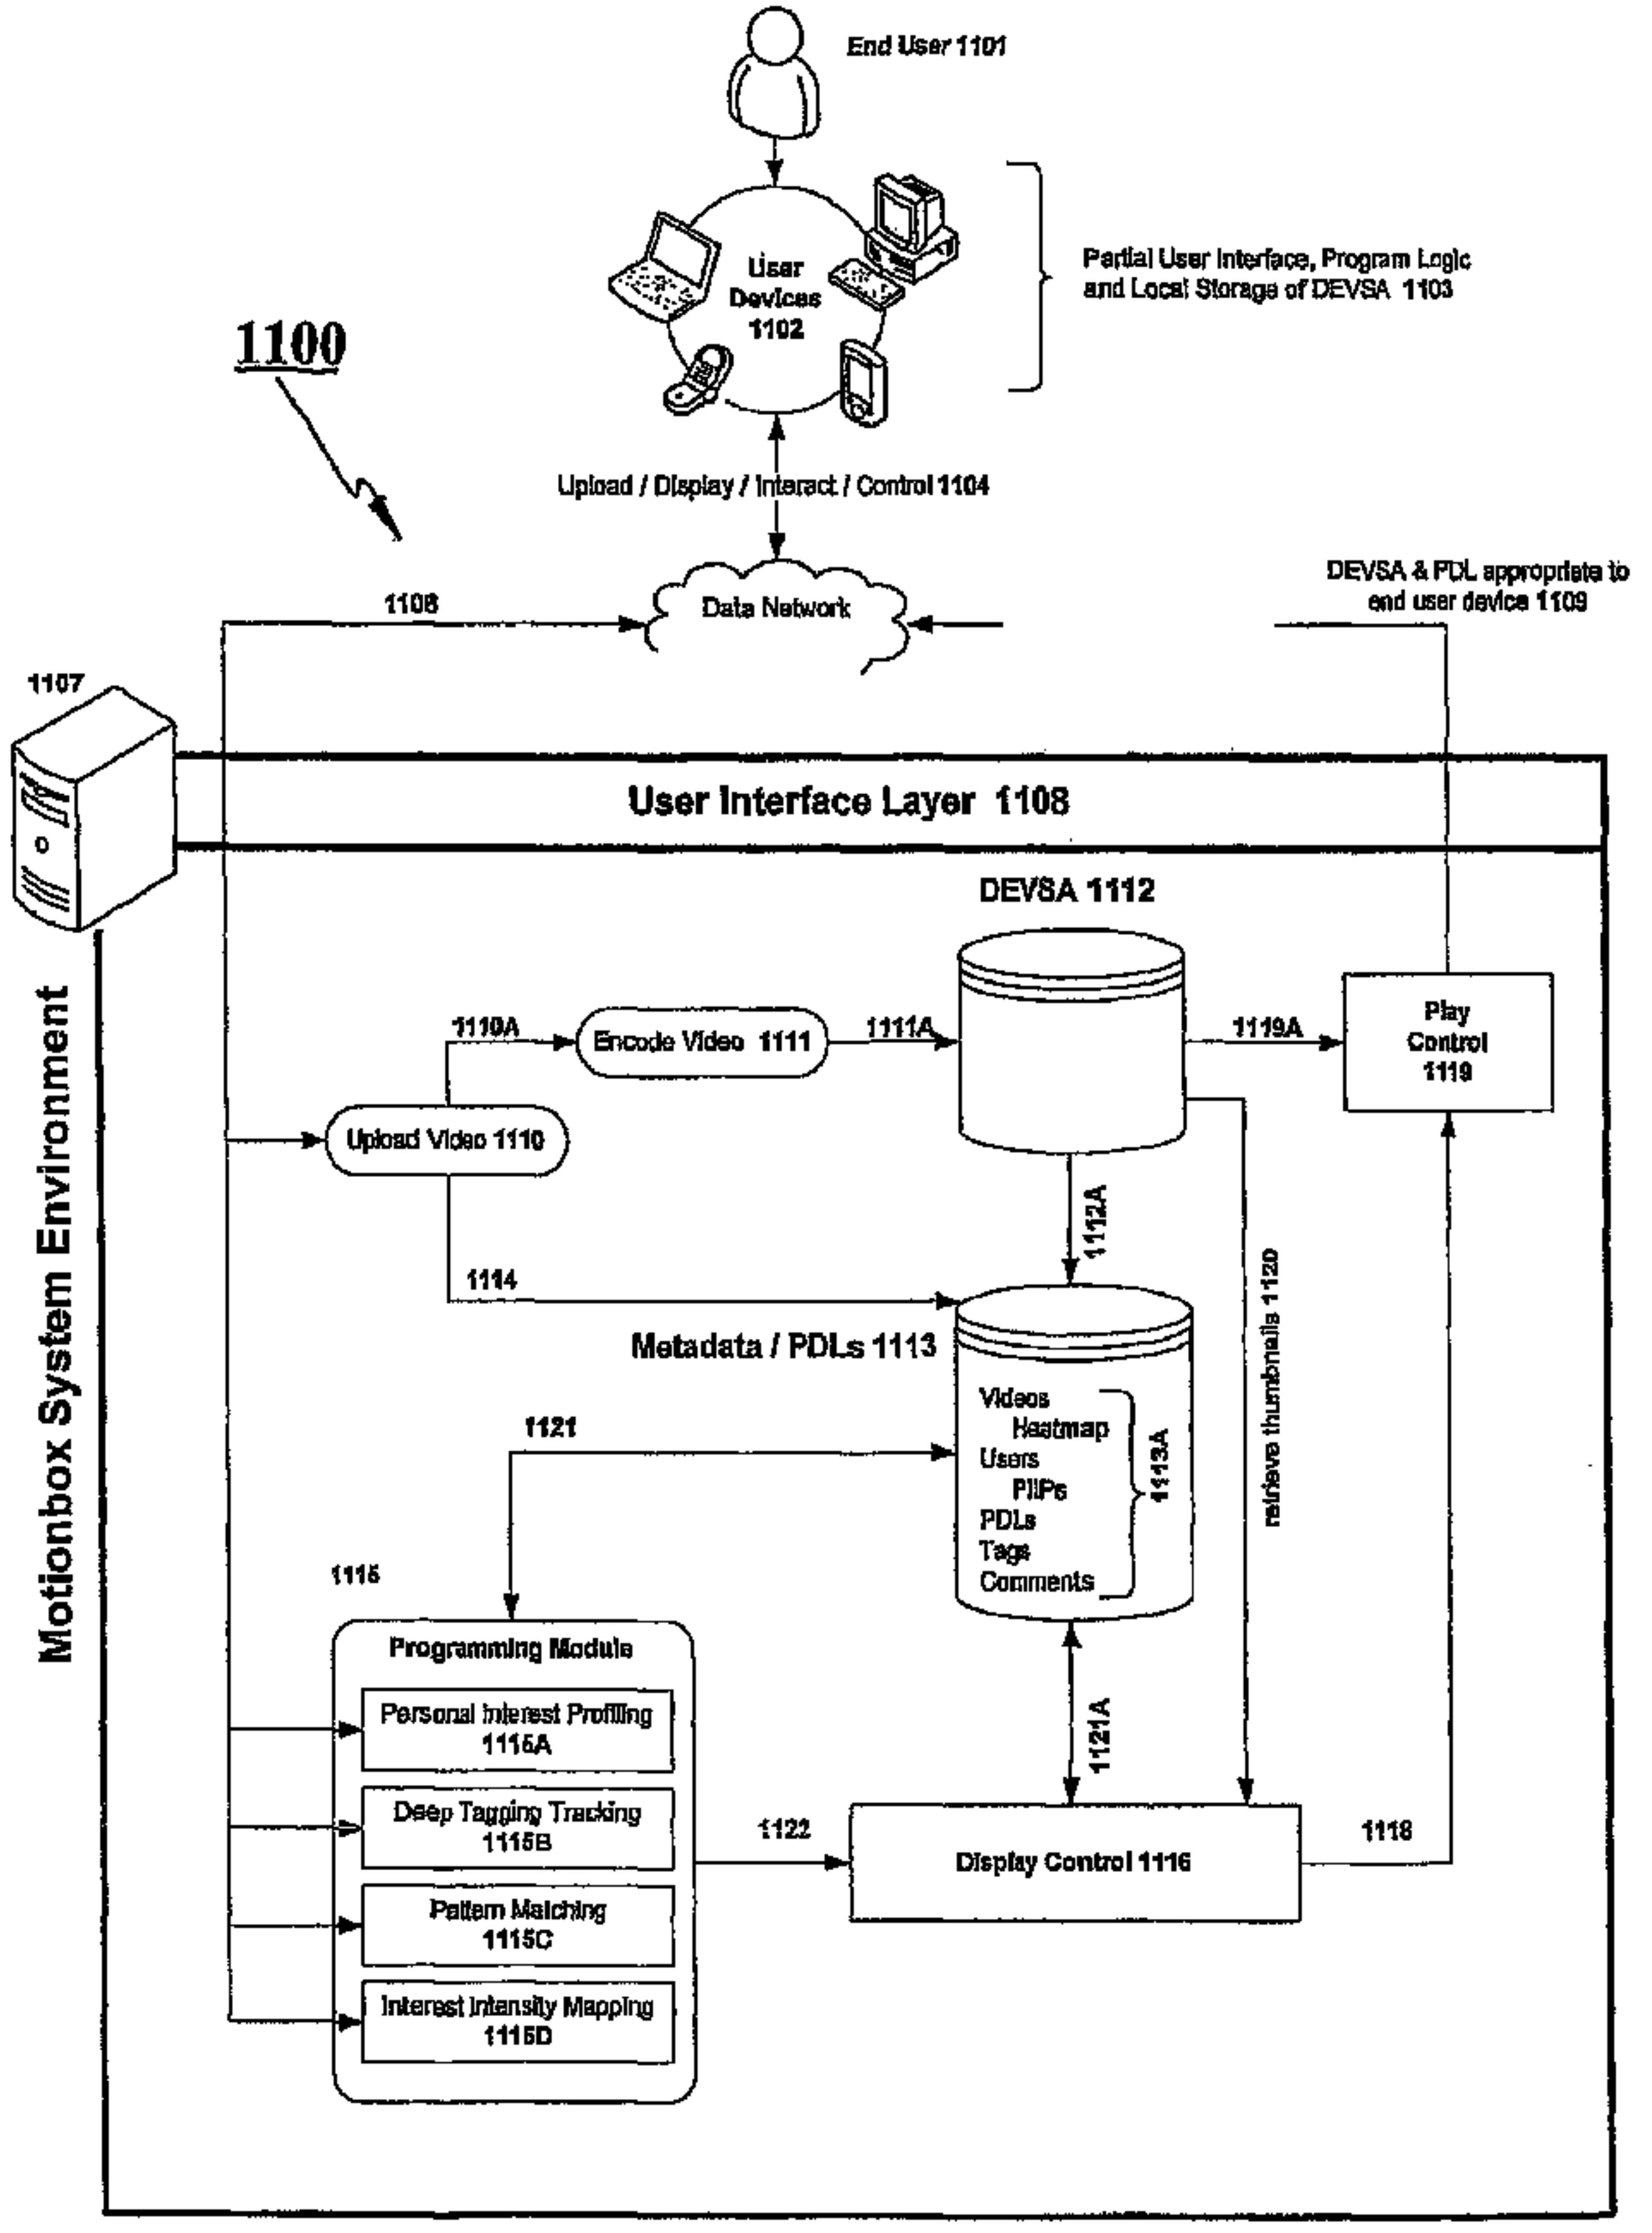 End User 1101
Partial User Interface, Program Logic
and Local Storage of DEVSA 1103
User
Devices
1102
1100
Upload / Display / Interact / Control 1104
DEVSA & PDL appropriate to
end user device 1109
1106
Data Network
1107
User Interface Layer 1108
DEVSA 1112
Motionbox System Environment
1110A
Encode Video 1111
1111A
1119A
Play
Control
1119
Upload Video 1110
1112A
1114
retrieve thumbnails 1120
Metadata / PDLs 1113
Videos
Heatmap
Users
PIIPs
PDLs
Tags
Comments
1113A
1121
1115
Programming Module
Personal Interest Profiling
1115A
Deep Tagging Tracking
1115B
Pattern Matching
1115C
Interest Intensity Mapping
1115D
1121A
1122
Display Control 1116
1118